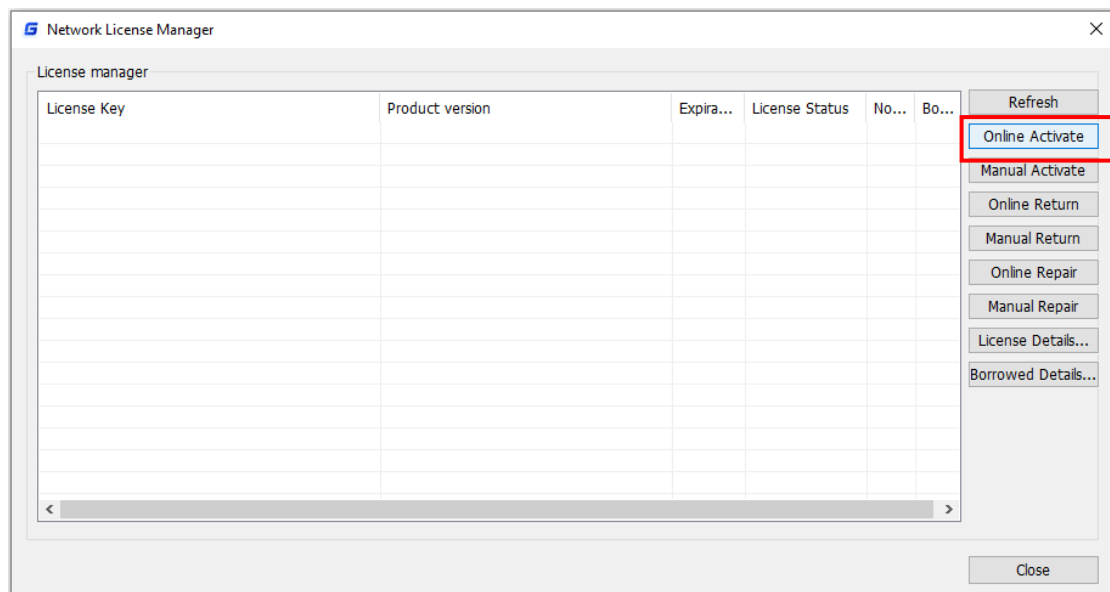 Network License Manager
License manager
License Key Product version Expira... License Status No... Bo...
Refresh
Online Activate
Manual Activate
Online Return
Manual Return
Online Repair
Manual Repair
License Details...
Borrowed Details...
Close